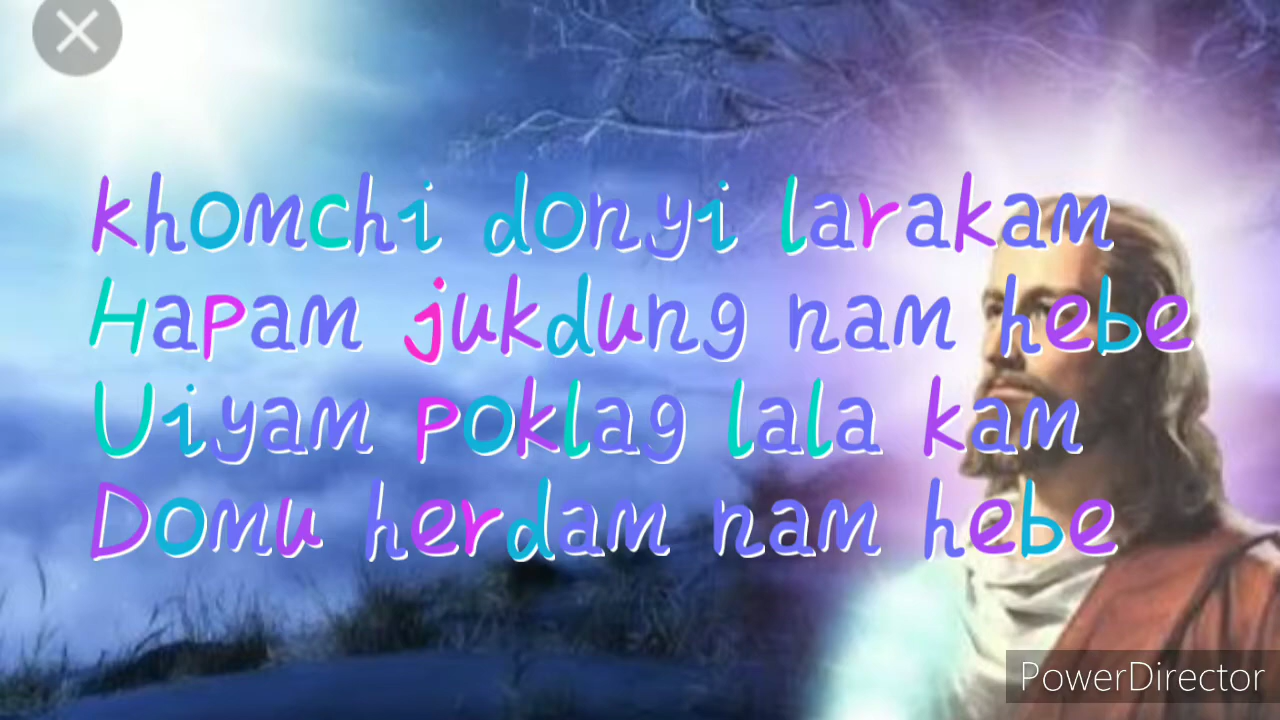 khomchi donyi larakam
Hapam jukdung nam hebe
Uiyam poklag lala kam
Domu herdam nam hebe
PowerDirector